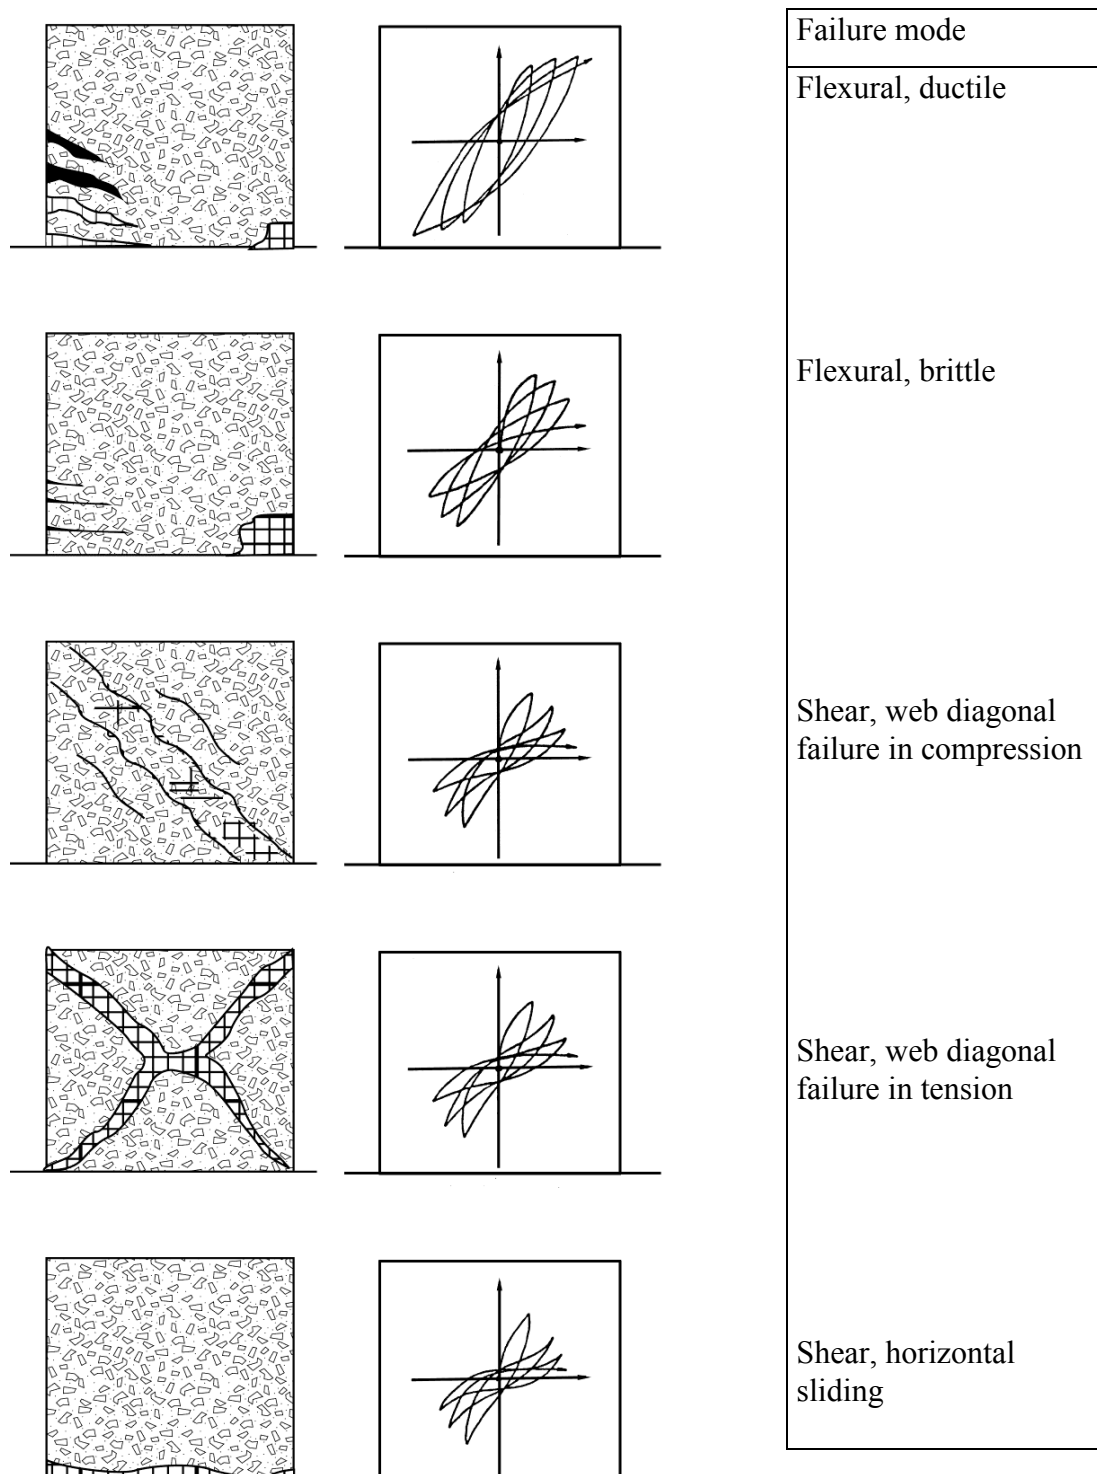 Failure mode
Flexural, ductile
Flexural, brittle
Shear, web diagonal
failure in compression
Shear, web diagonal
failure in tension
Shear, horizontal
sliding